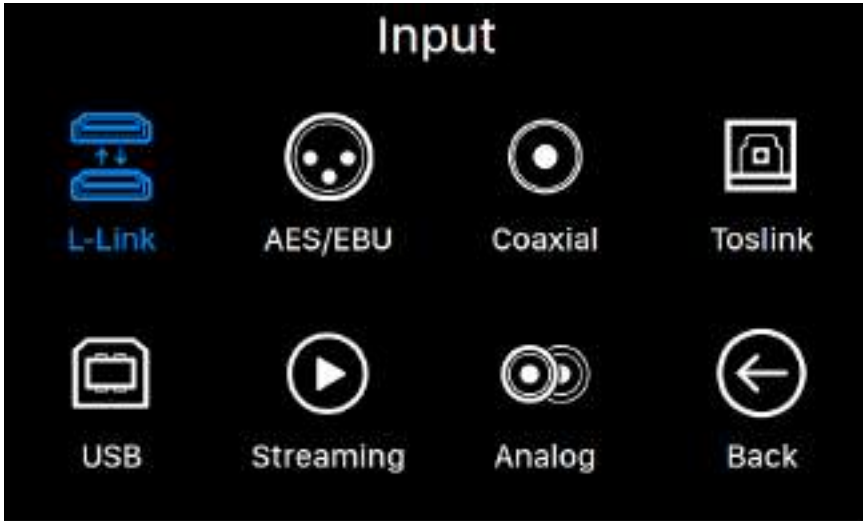 Input
L-Link AES/EBU Coaxial Toslink
USB Streaming Analog Back